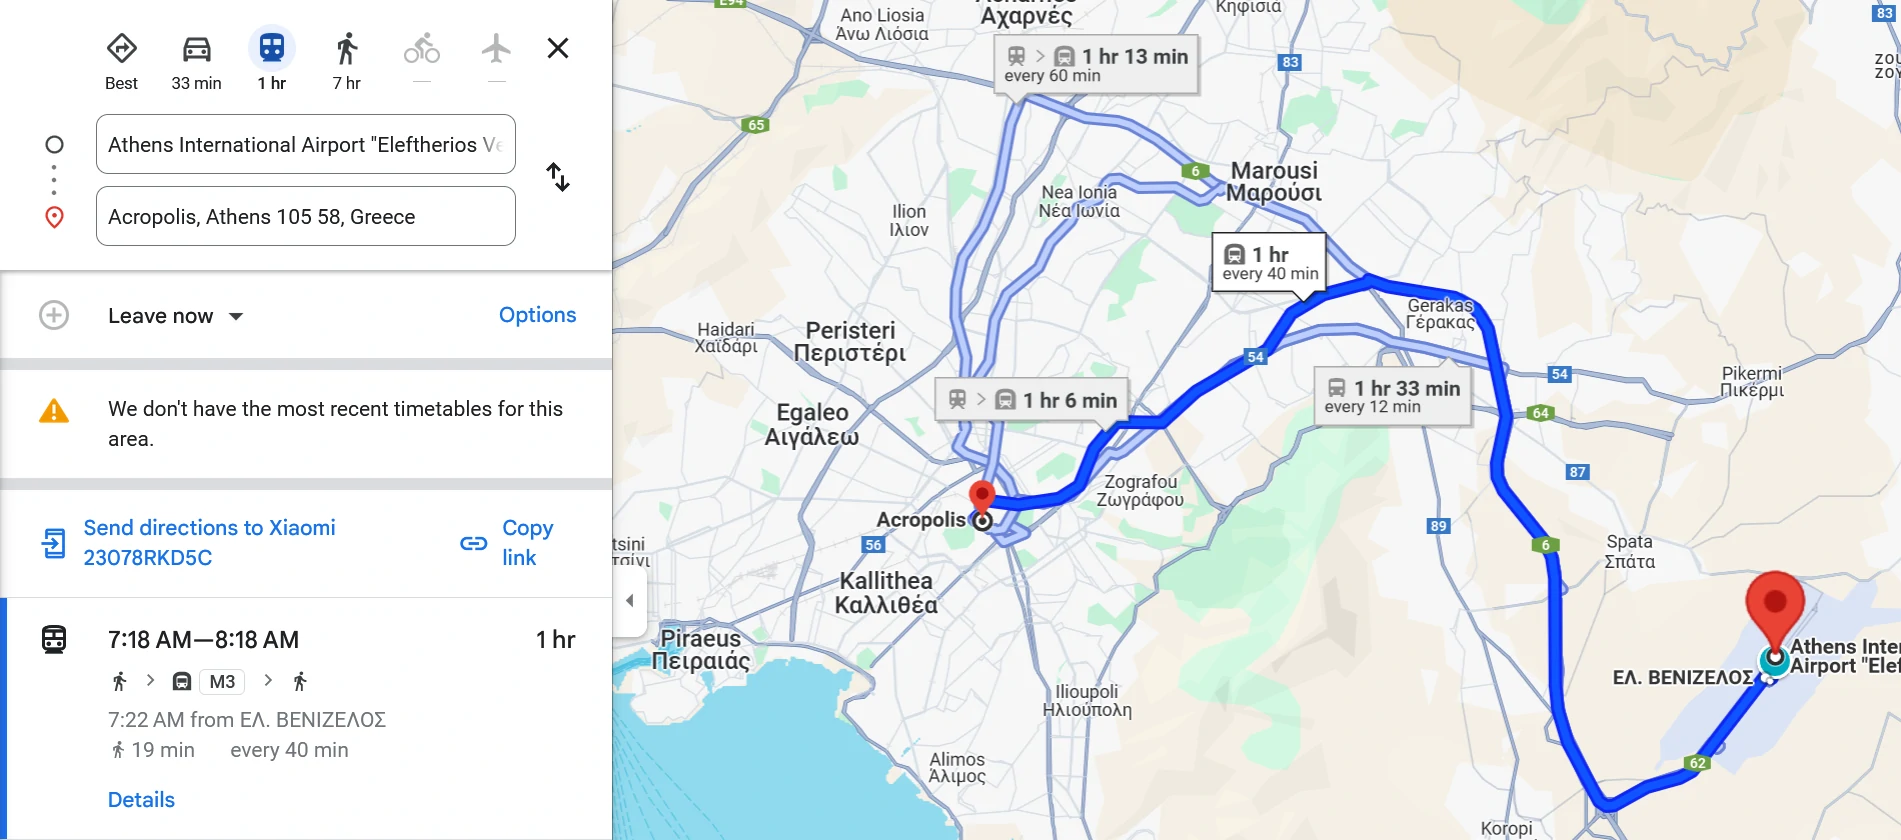 Best
33 min
1 hr
7 hr
—
—
Athens International Airport "Eleftherios Ve
Acropolis, Athens 105 58, Greece
Leave now
Options
We don't have the most recent timetables for this
area.
Send directions to Xiaomi
23078RKD5C
Copy
link
7:18 AM—8:18 AM
1 hr
M3
7:22 AM from ΕΛ. ΒΕΝΙΖΕΛΟΣ
19 min
every 40 min
Details
E94
Ano Liosia
Άνω Λιόσια
Αχαρνές
Κηφισιά
83
1 hr 13 min
every 60 min
83
65
6
Marousi
Μαρούσι
Nea Ionia
Νέα Ιωνία
Ilion
Ιλιον
1 hr
every 40 min
Gerakas
Γέρακας
Haidari
Χαϊδάρι
Peristeri
Περιστέρι
54
54
Pikermi
Πικέρμι
1 hr 33 min
every 12 min
64
1 hr 6 min
Egaleo
Αιγάλεω
87
Zografou
Ζωγράφου
Acropolis
56
89
6
Spata
Σπάτα
tsini
τσίνι
Kallithea
Καλλιθέα
Piraeus
Πειραιάς
Athens Inter
Airport "Elef
ΕΛ. ΒΕΝΙΖΕΛΟΣ
Ilioupoli
Ηλιούπολη
Alimos
Άλιμος
62
Koropi